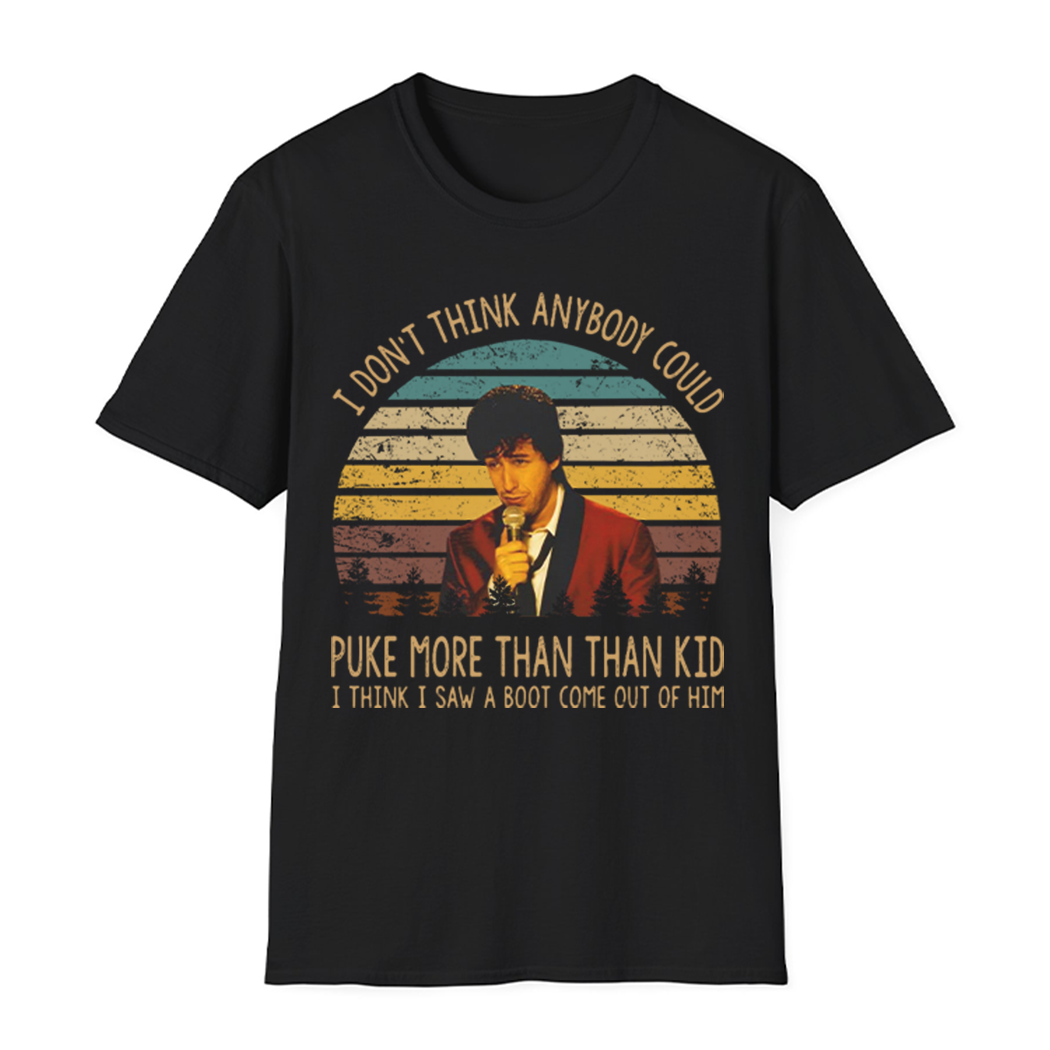 I DON'T THINK ANYBODY COULD
PUKE MORE THAN THAN KID
I THINK I SAW A BOOT COME OUT OF HIM